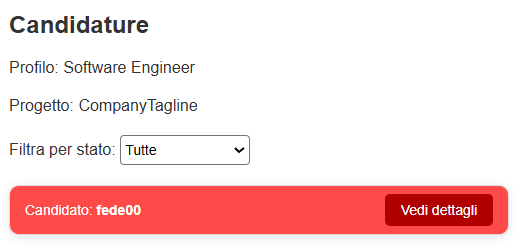 Candidature
Profilo: Software Engineer
Progetto: CompanyTagline
Filtra per stato: Tutte
Candidato: fede00 Vedi dettagli